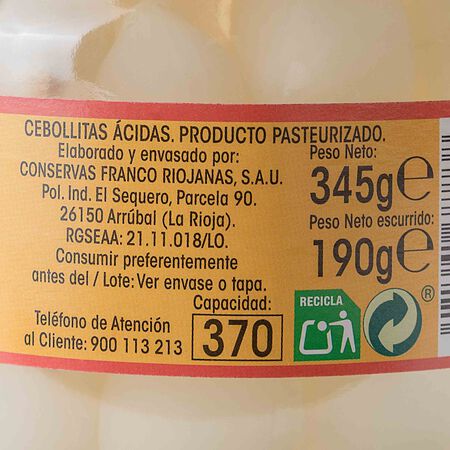 CEBOLLITAS ÁCIDAS. PRODUCTO PASTEURIZADO.
Elaborado y envasado por:
CONSERVAS FRANCO RIOJANAS, S.A.U.
Pol. Ind. El Sequero, Parcela 90.
26150 Arrúbal (La Rioja).
RGSEAA: 21.11.018/LO.
Consumir preferentemente
antes del / Lote: Ver envase o tapa.
Peso Neto:
345g℮
Peso Neto escurrido:
190g℮
Teléfono de Atención
al Cliente: 900 113 213
Capacidad:
370
RECICLA
®